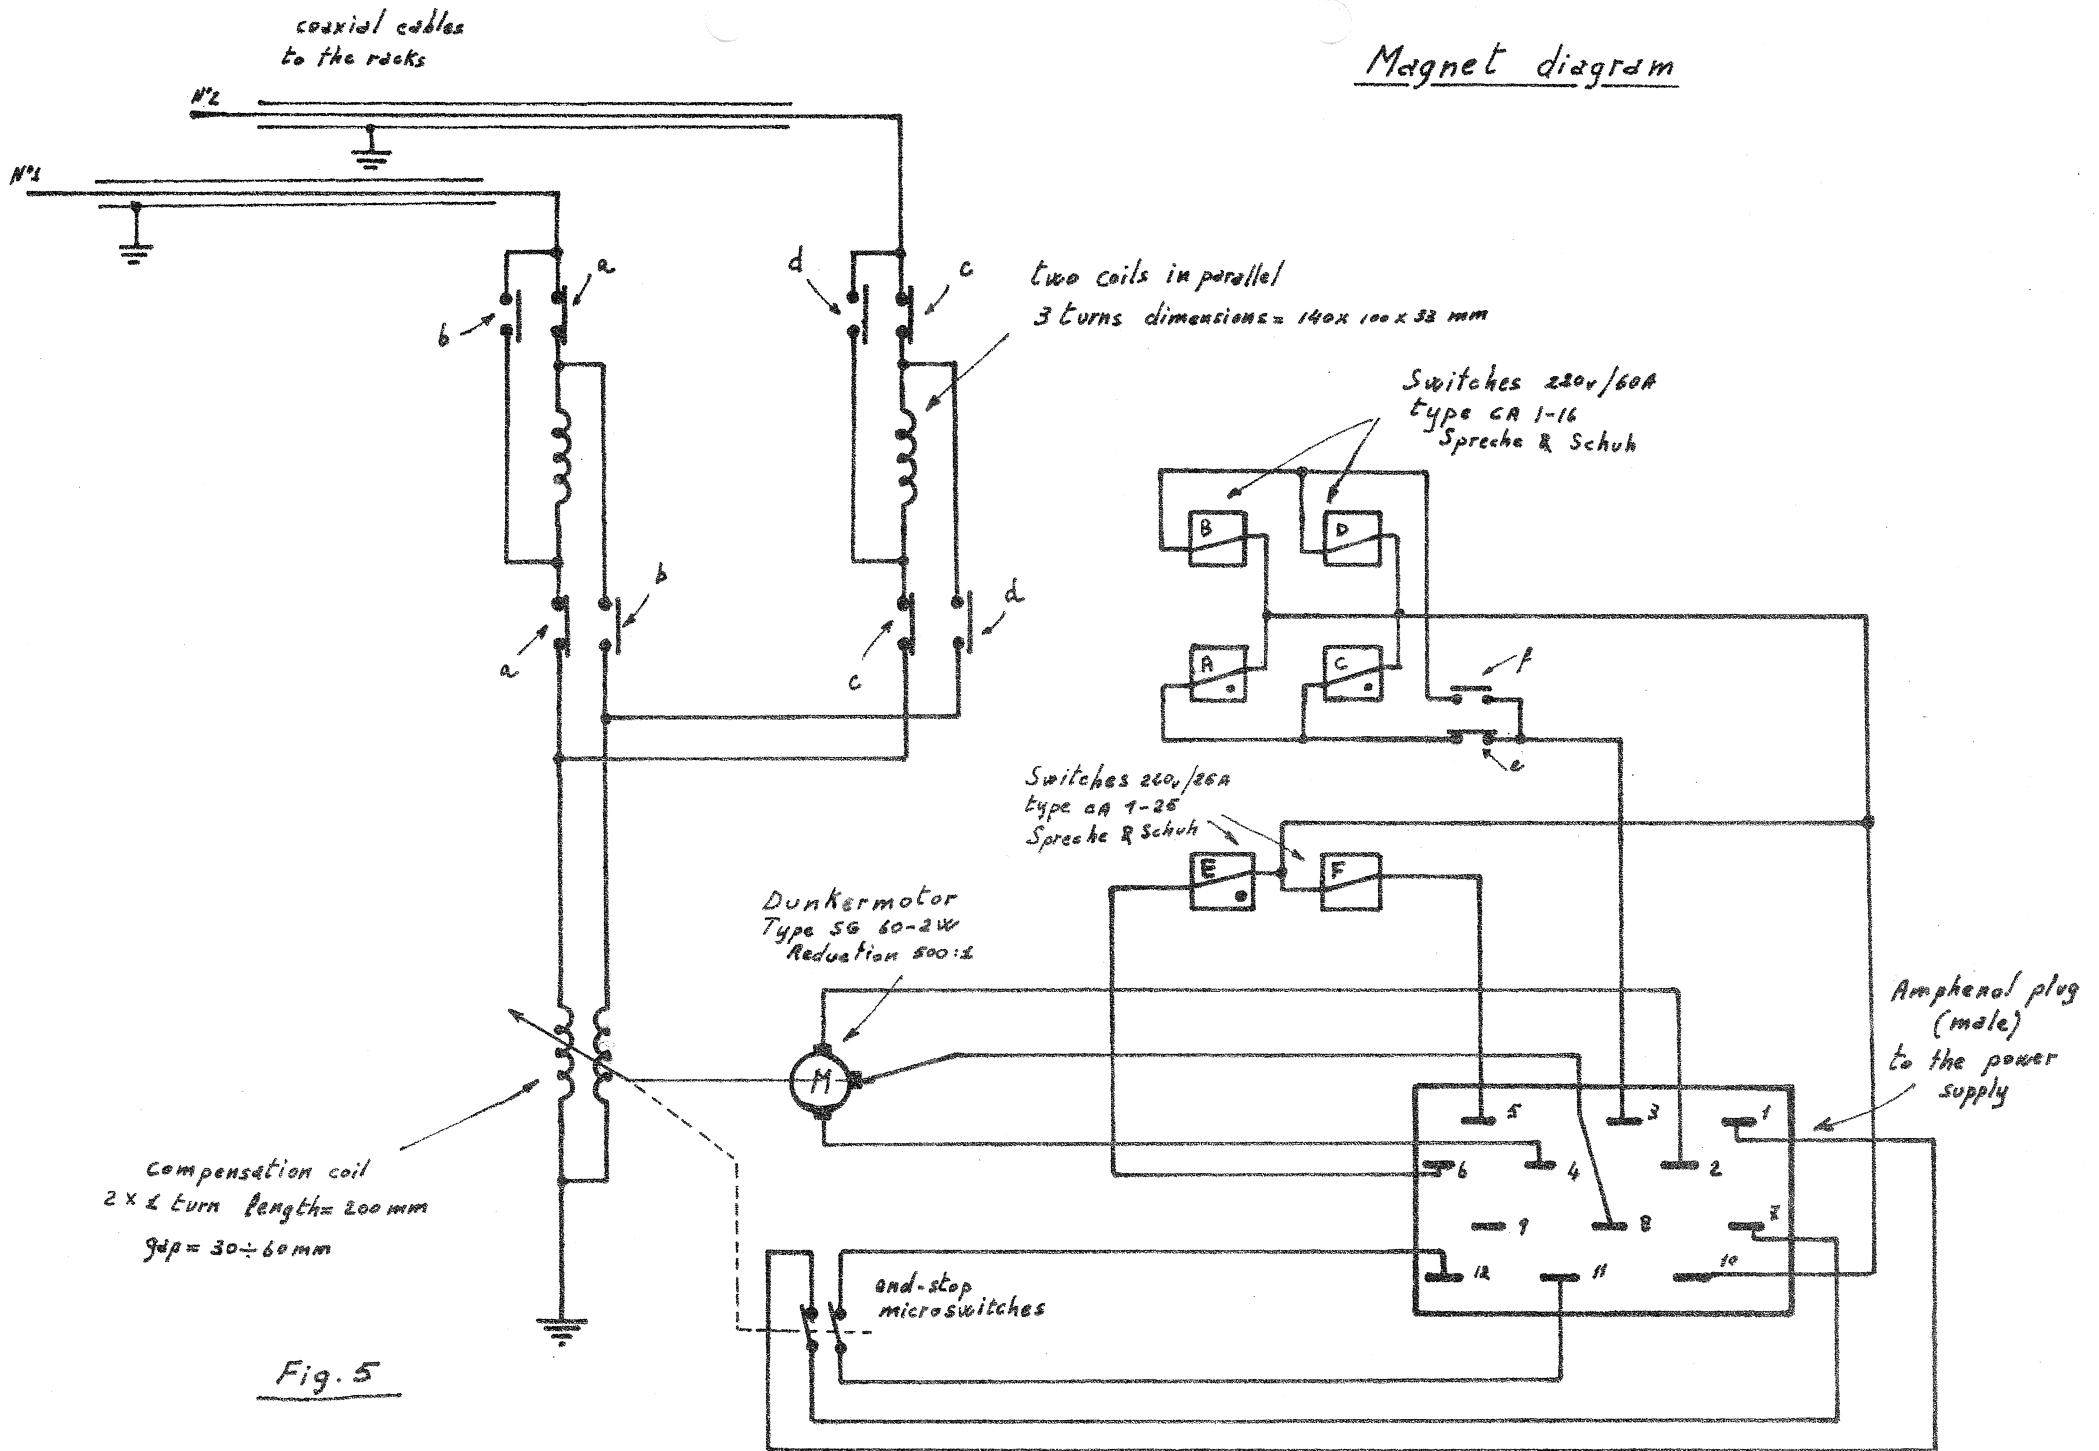 coaxial cables
to the racks
Magnet diagram
N°2
N°1
a
b
d
c
two coils in parallel
3 turns dimensions = 140 x 100 x 33 mm
Switches 220v/60A
type CA 1-16
Spreche & Schuh
B
D
b
a
d
c
A
C
f
e
Switches 220v/25A
type CA 1-25
Spreche & Schuh
E
F
Dunkermotor
Type SG 60-2W
Reduction 500:1
M
Amphenol plug
(male)
to the power
supply
5
3
1
6
4
2
9
8
7
12
11
10
Compensation coil
2 x 1 turn length = 200 mm
gap = 30÷60 mm
end-stop
microswitches
Fig. 5